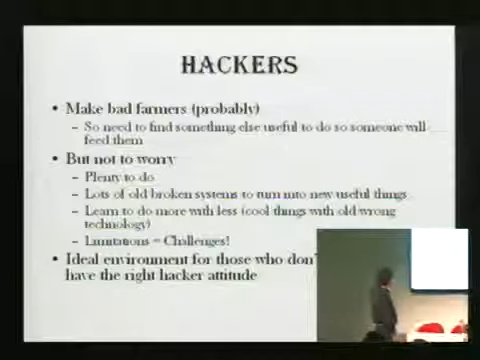 HACKERS
• Make bad farmers (probably)
– So need to find something else useful to do so someone will
feed them
• But not to worry
– Plenty to do
– Lots of old broken systems to turn into new useful things
– Learn to do more with less (cool things with old wrong
technology)
– Limitations = Challenges!
• Ideal environment for those who don'
have the right hacker attitude